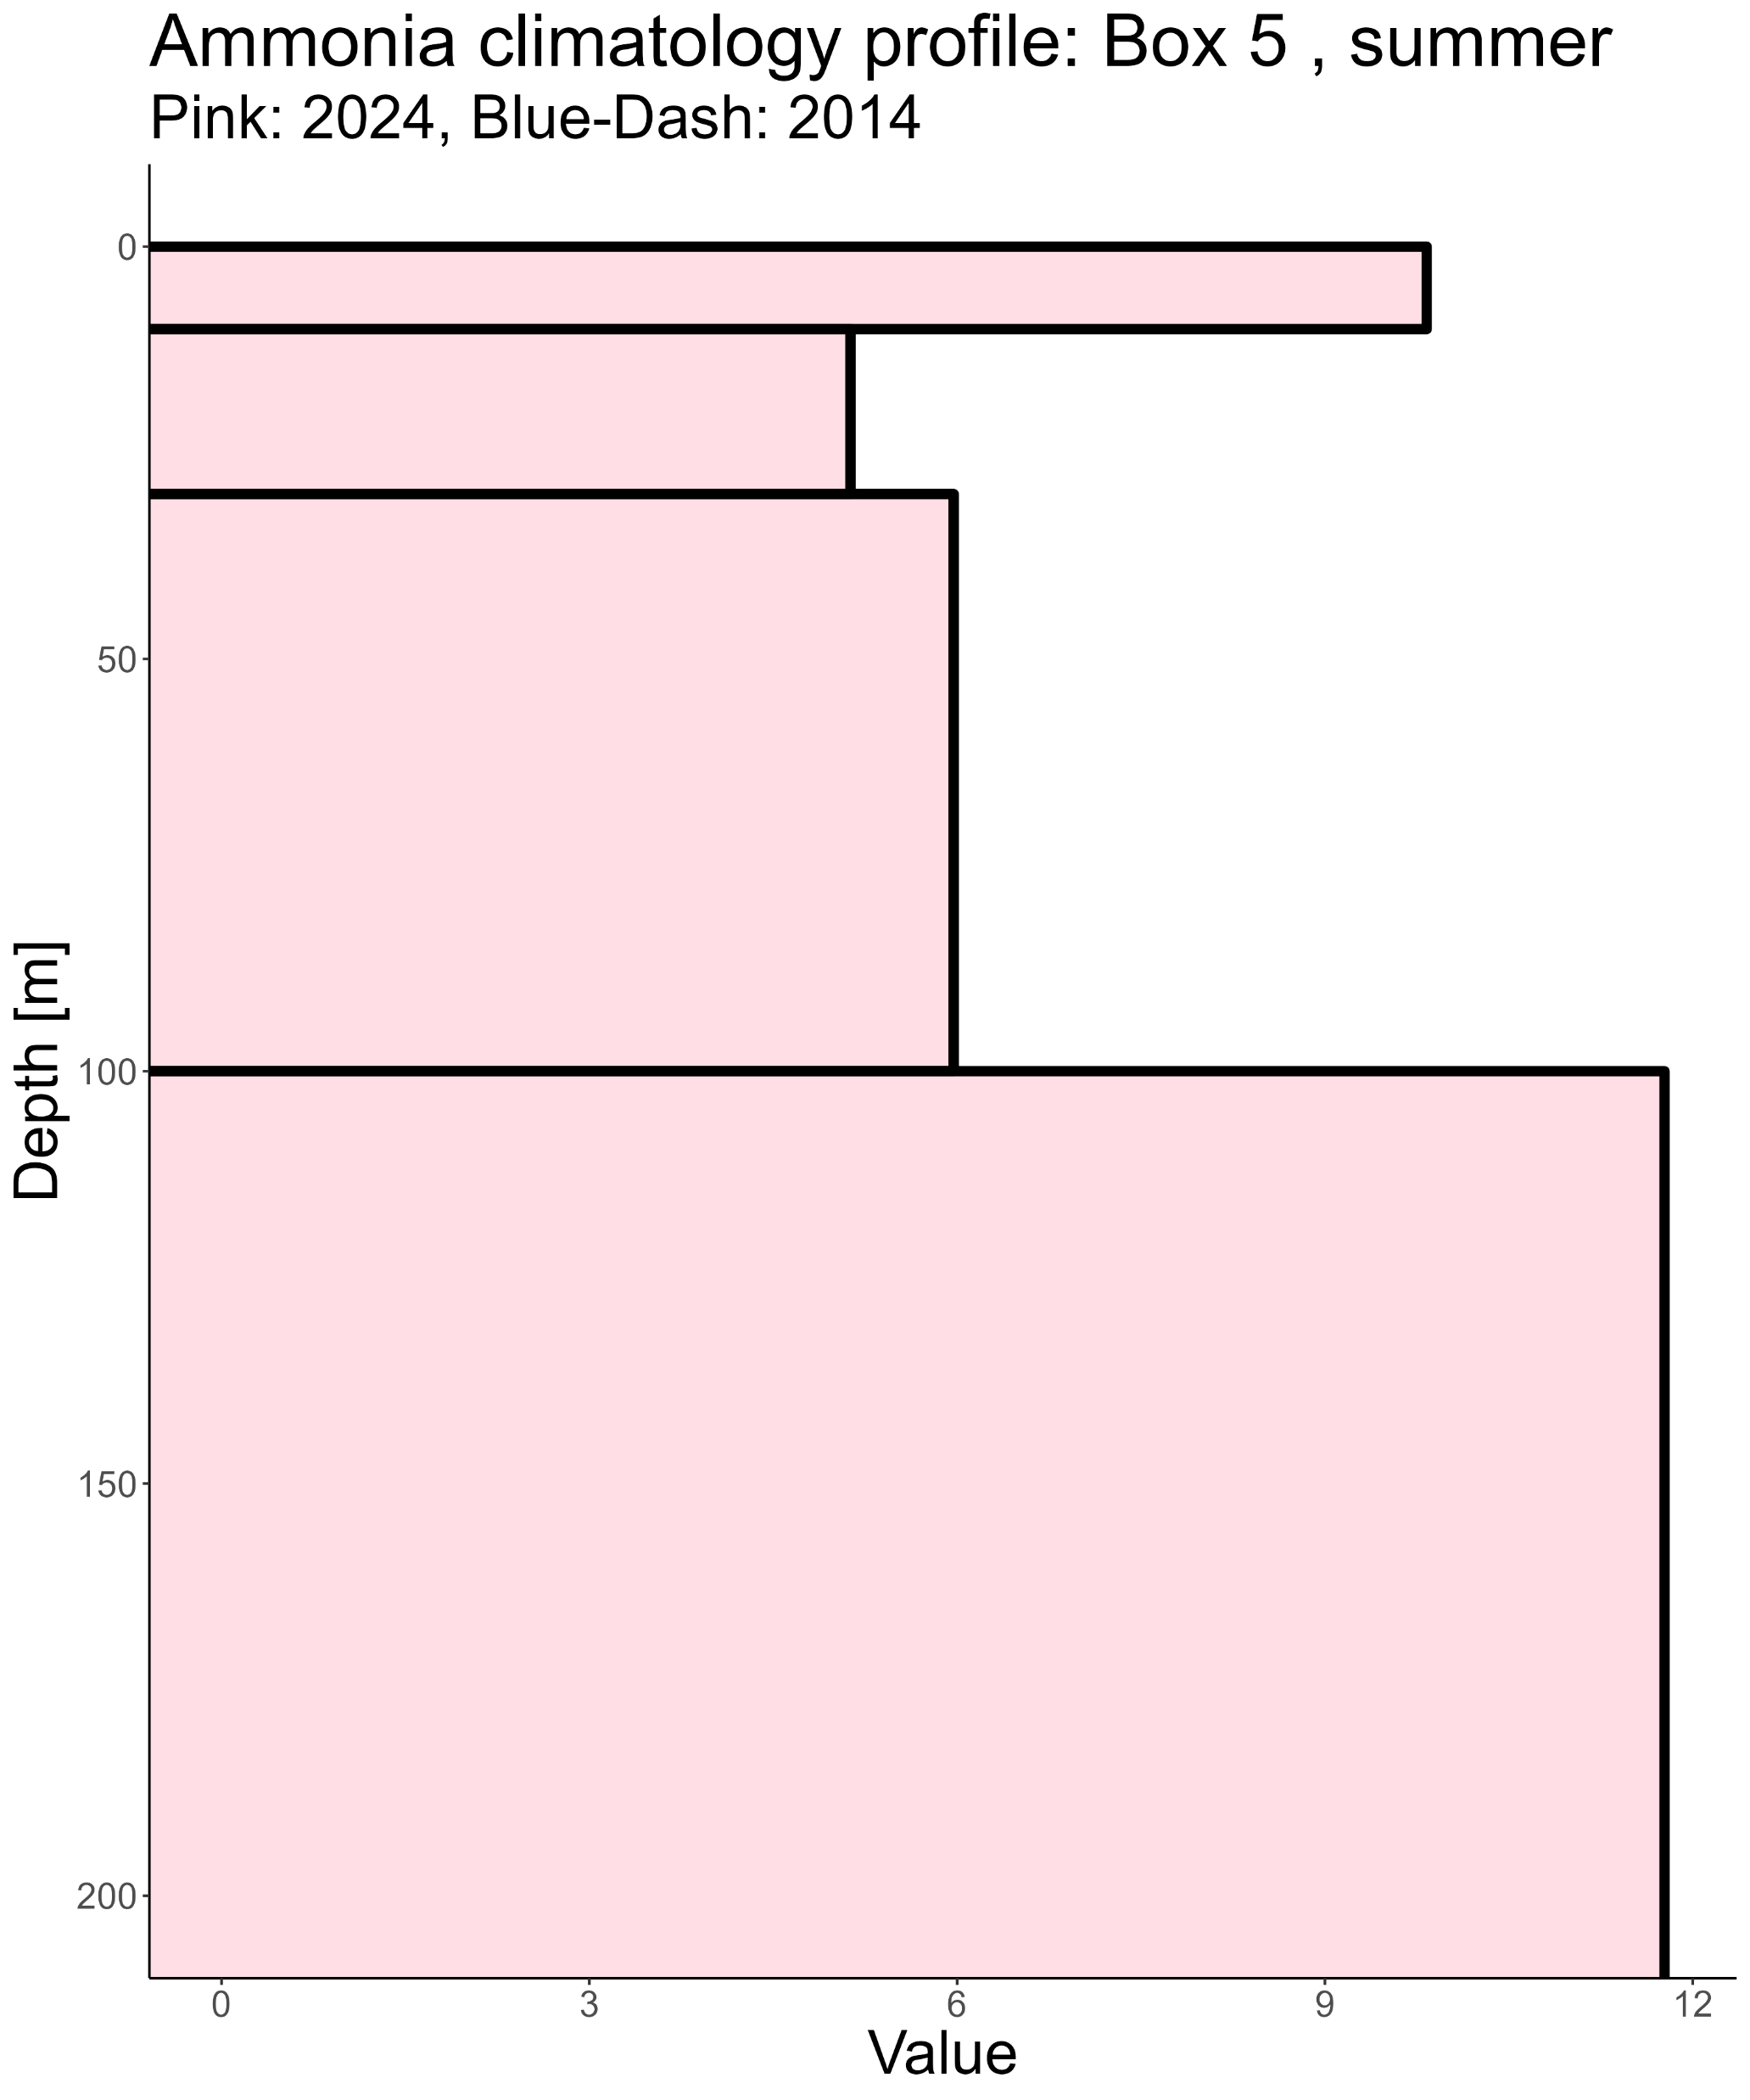 Ammonia climatology profile: Box 5 , summer
Pink: 2024, Blue-Dash: 2014
0
50
100
150
200
Depth [m]
0 3 6 9 12
Value